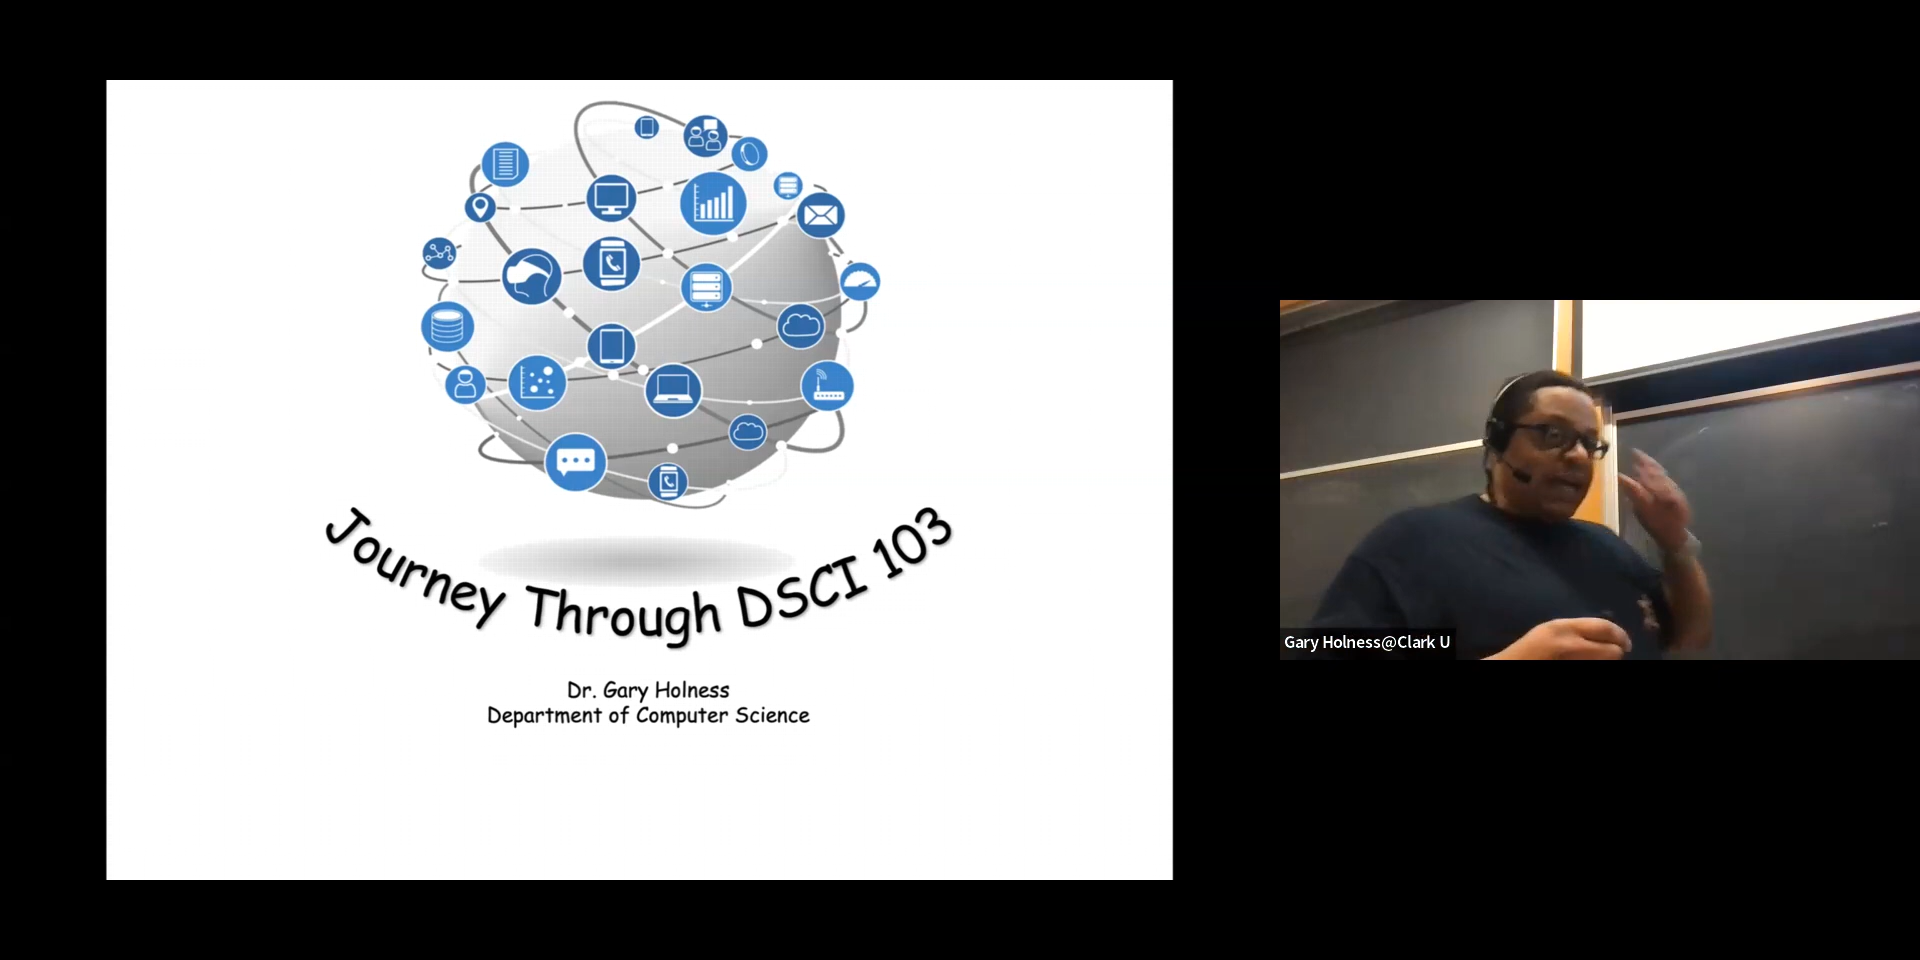 Journey Through DSCI 103
Dr. Gary Holness
Department of Computer Science
Gary Holness@Clark U